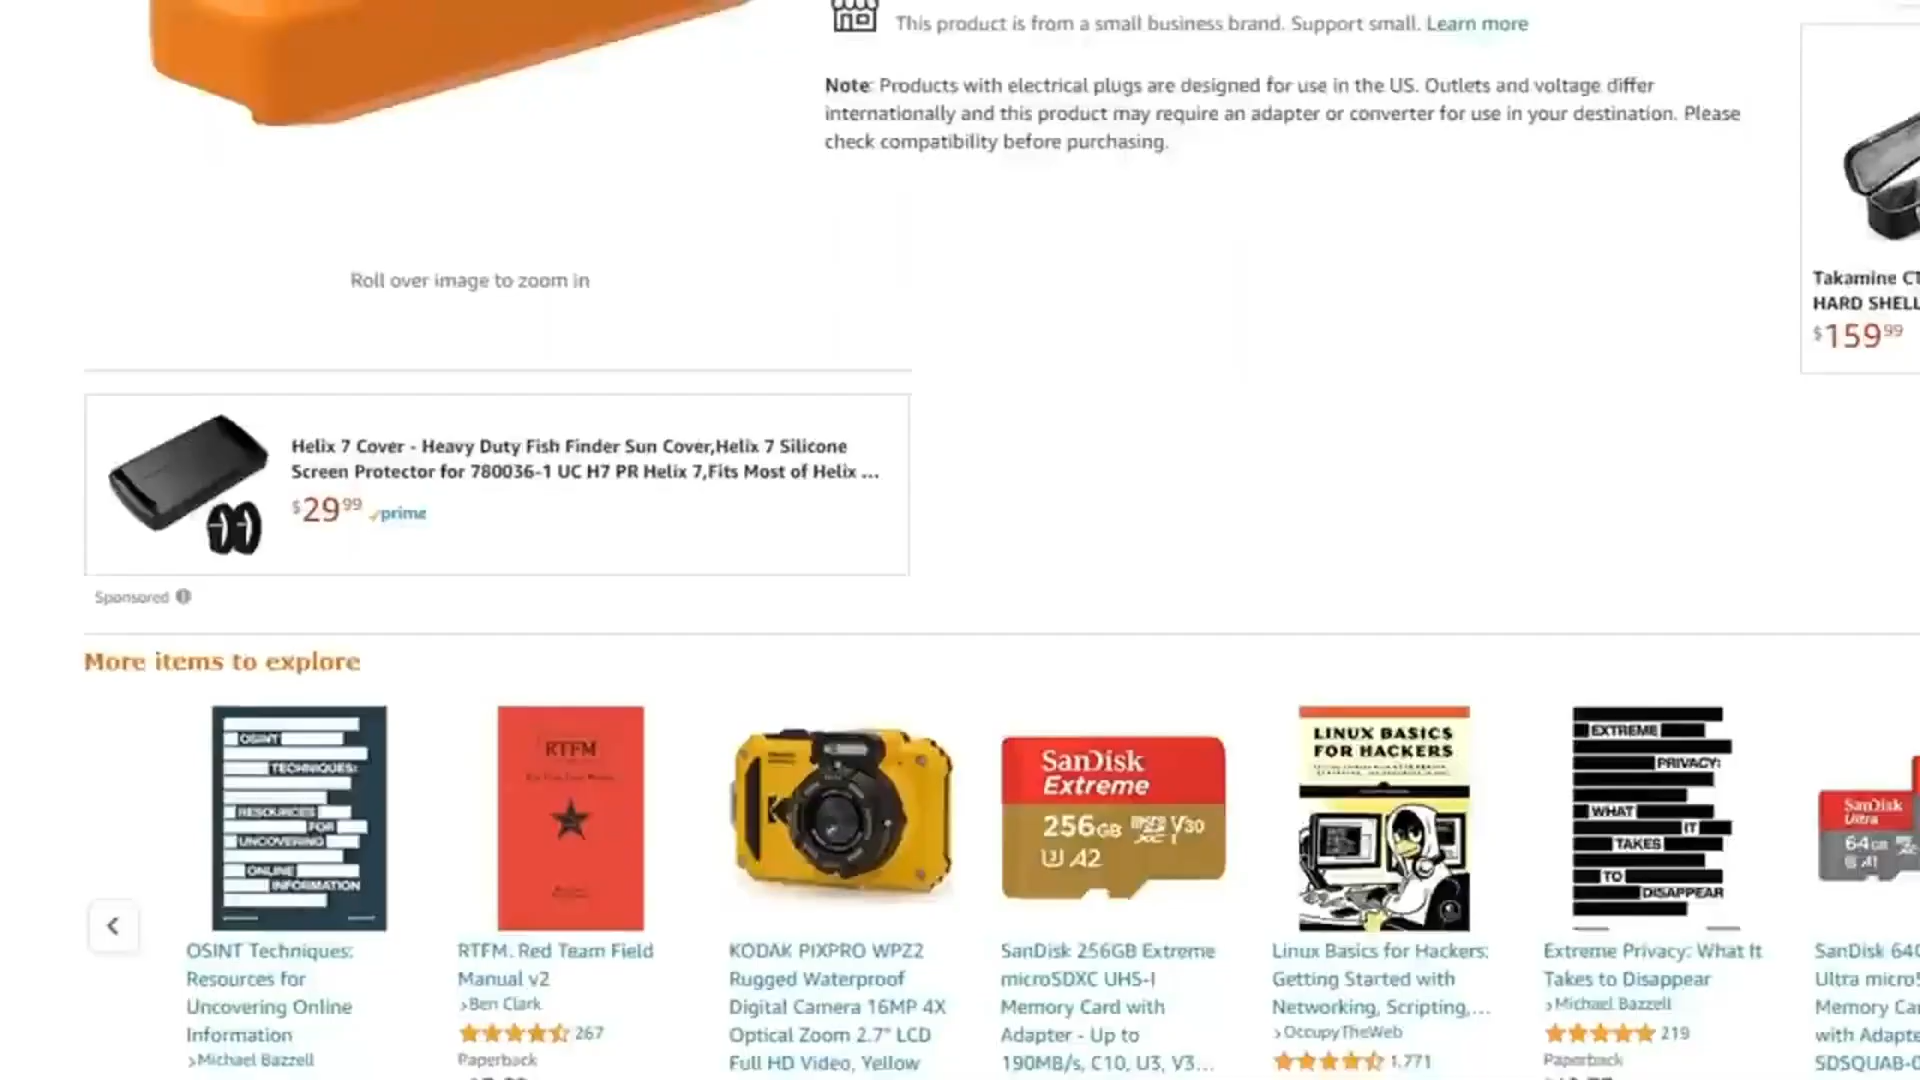 This product is from a small business brand. Support small. Learn more
Note: Products with electrical plugs are designed for use in the US. Outlets and voltage differ
internationally and this product may require an adapter or converter for use in your destination. Please
check compatibility before purchasing.
Roll over image to zoom in
Takamine
HARD SHELL
$159.99
Helix 7 Cover - Heavy Duty Fish Finder Sun Cover,Helix 7 Silicone
Screen Protector for 780036-1 UC H7 PR Helix 7,Fits Most of Helix ...
$29.99 prime
Sponsored
More items to explore
OSINT
TECHNIQUES:
RESOURCES
FOR
UNCOVERING
ONLINE
INFORMATION
OSINT Techniques:
Resources for
Uncovering Online
Information
›Michael Bazzell
RTFM
RTFM: Red Team Field
Manual v2
›Ben Clark
267
Paperback
KODAK PIXPRO WPZ2
Rugged Waterproof
Digital Camera 16MP 4X
Optical Zoom 2.7" LCD
Full HD Video, Yellow
SanDisk
Extreme
256GB V30
U3 A2
SanDisk 256GB Extreme
microSDXC UHS-I
Memory Card with
Adapter - Up to
190MB/s, C10, U3, V3...
LINUX BASICS
FOR HACKERS
Linux Basics for Hackers:
Getting Started with
Networking, Scripting,...
›OccupyTheWeb
1,771
EXTREME
PRIVACY:
WHAT
IT
TAKES
TO
DISAPPEAR
Extreme Privacy: What It
Takes to Disappear
›Michael Bazzell
219
Paperback
SanDisk
Ultra
64GB
A1
SanDisk
Ultra
Memory
with
SDSQUAB-